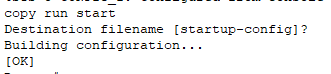 copy run start
Destination filename [startup-config]?
Building configuration...
[OK]